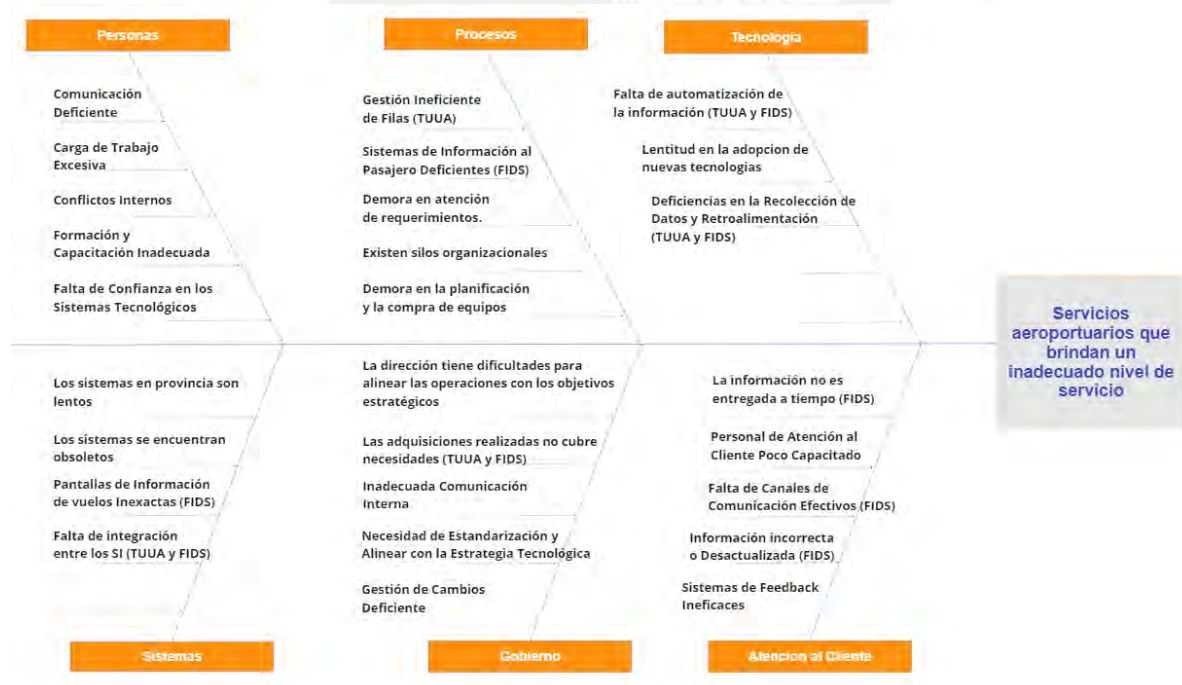 Personas
Comunicación
Deficiente
Carga de Trabajo
Excesiva
Conflictos Internos
Formación y
Capacitación Inadecuada
Falta de Confianza en los
Sistemas Tecnológicos
Procesos
Gestión Ineficiente
de Filas (TUUA)
Sistemas de Información al
Pasajero Deficientes (FIDS)
Demora en atención
de requerimientos.
Existen silos organizacionales
Demora en la planificación
y la compra de equipos
Tecnología
Falta de automatización de
la información (TUUA y FIDS)
Lentitud en la adopcion de
nuevas tecnologias
Deficiencias en la Recolección de
Datos y Retroalimentación
(TUUA y FIDS)
Servicios
aeroportuarios que
brindan un
inadecuado nivel de
servicio
Los sistemas en provincia son
lentos
Los sistemas se encuentran
obsoletos
Pantallas de Información
de vuelos Inexactas (FIDS)
Falta de integración
entre los SI (TUUA y FIDS)
Sistemas
La dirección tiene dificultades para
alinear las operaciones con los objetivos
estratégicos
Las adquisiciones realizadas no cubre
necesidades (TUUA y FIDS)
Inadecuada Comunicación
Interna
Necesidad de Estandarización y
Alinear con la Estrategia Tecnológica
Gestión de Cambios
Deficiente
Gobierno
La información no es
entregada a tiempo (FIDS)
Personal de Atención al
Cliente Poco Capacitado
Falta de Canales de
Comunicación Efectivos (FIDS)
Información incorrecta
o Desactualizada (FIDS)
Sistemas de Feedback
Ineficaces
Atencion al Cliente